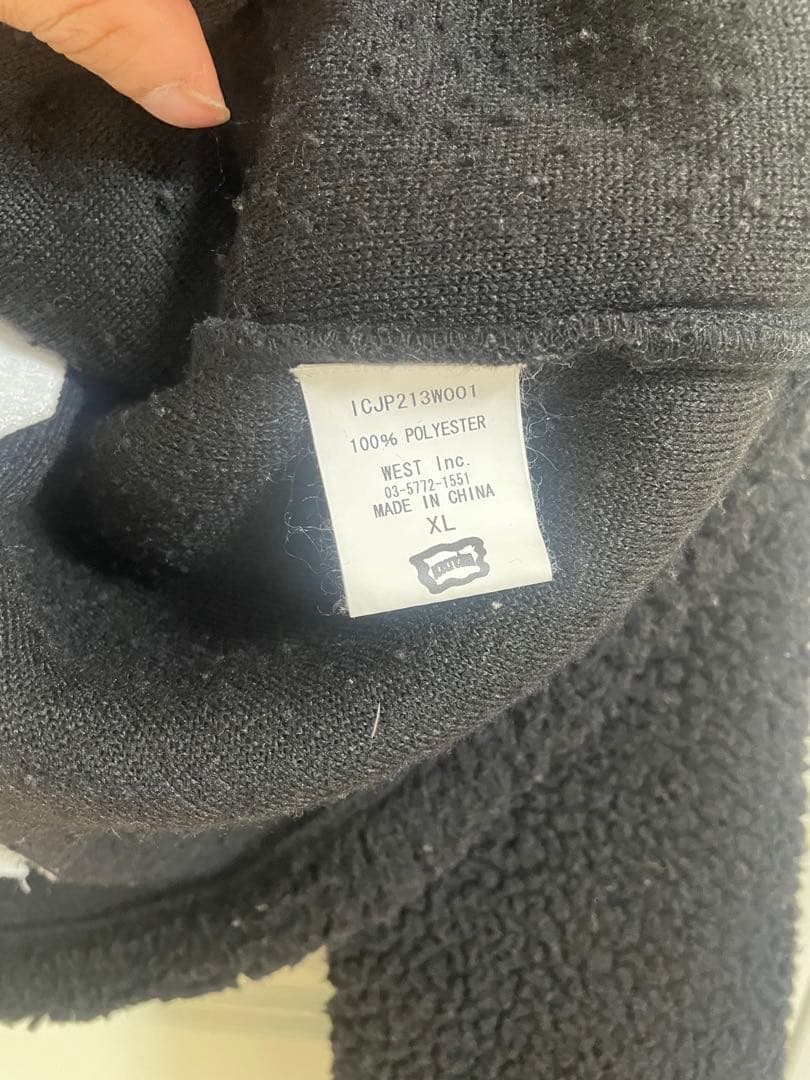 ICJP213W001
100% POLYESTER
WEST Inc.
03-5772-1551
MADE IN CHINA
XL